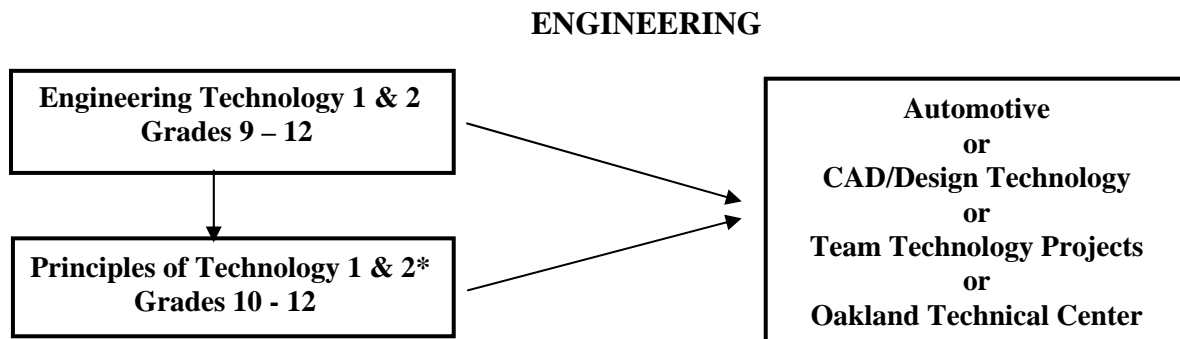 ENGINEERING
Engineering Technology 1 & 2
Grades 9 – 12
Principles of Technology 1 & 2*
Grades 10 - 12
Automotive
or
CAD/Design Technology
or
Team Technology Projects
or
Oakland Technical Center